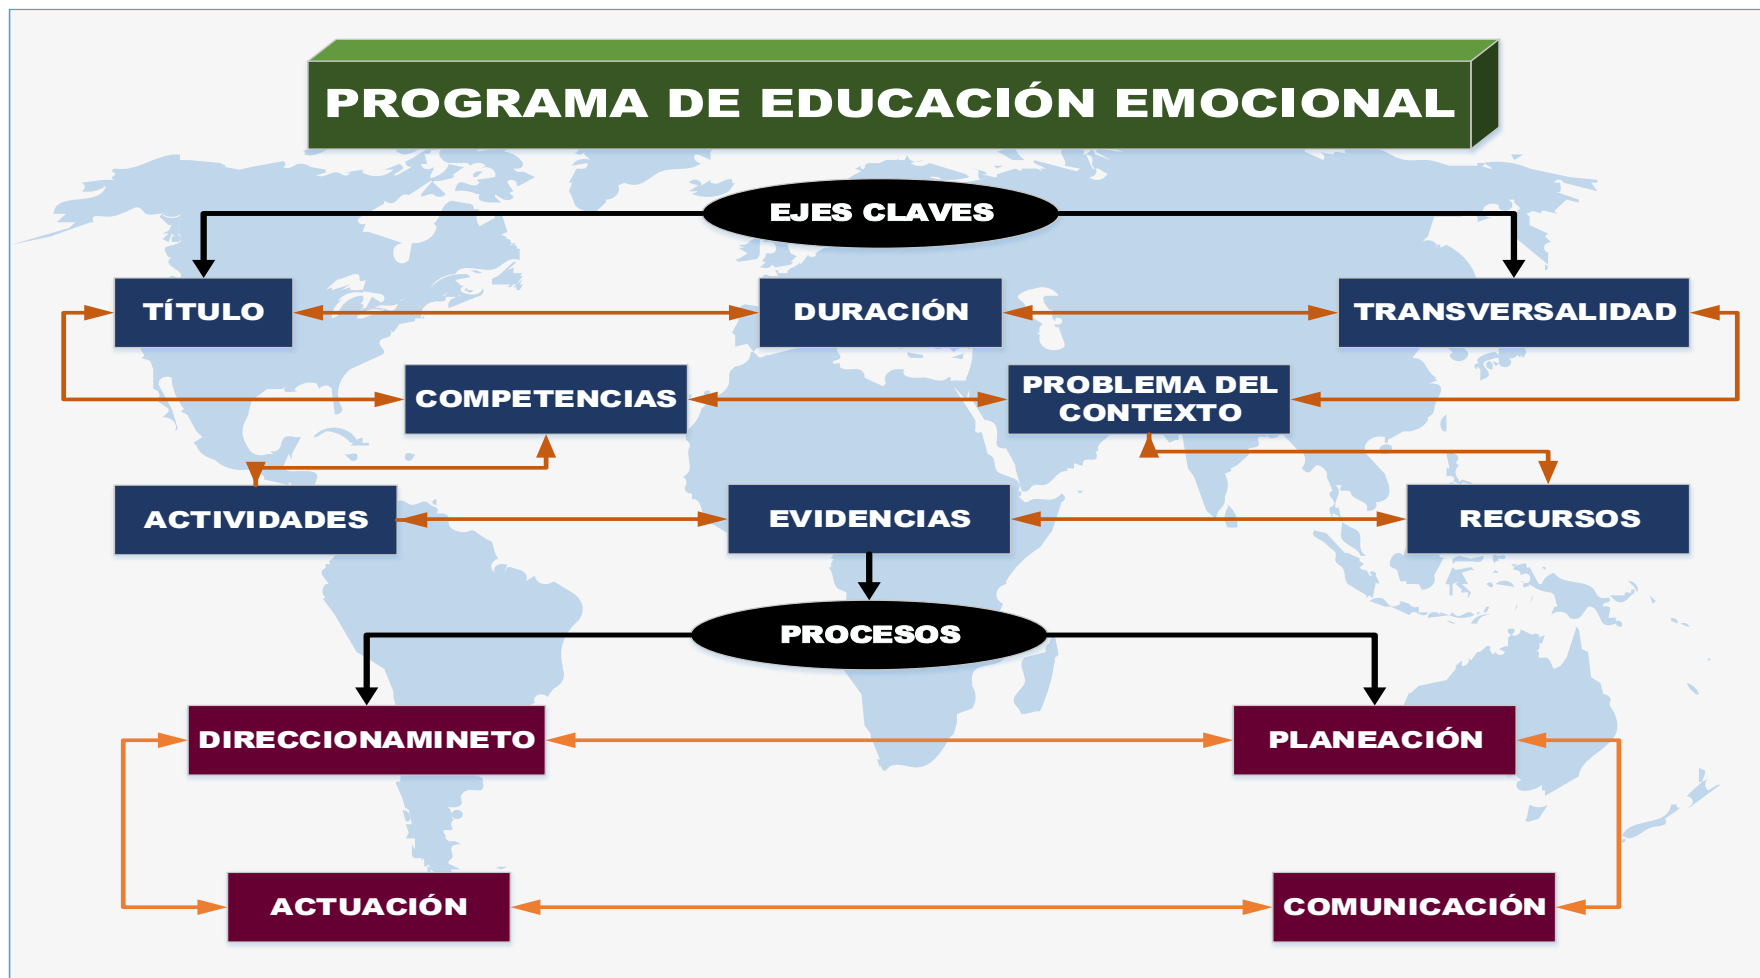 PROGRAMA DE EDUCACIÓN EMOCIONAL
EJES CLAVES
TÍTULO
DURACIÓN
TRANSVERSALIDAD
COMPETENCIAS
PROBLEMA DEL
CONTEXTO
ACTIVIDADES
EVIDENCIAS
RECURSOS
PROCESOS
DIRECCIONAMINETO
PLANEACIÓN
ACTUACIÓN
COMUNICACIÓN